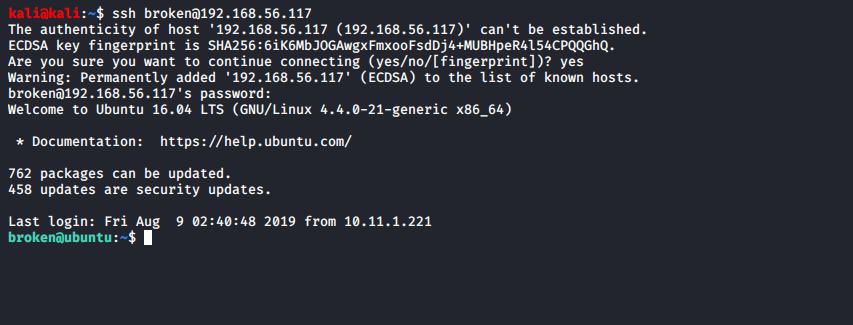 kali@kali:~$ ssh broken@192.168.56.117
The authenticity of host '192.168.56.117 (192.168.56.117)' can't be established.
ECDSA key fingerprint is SHA256:6iK6MbJOGAwgxFmxooFsdDj4+MUBHpeR4l54CPQQGhQ.
Are you sure you want to continue connecting (yes/no/[fingerprint])? yes
Warning: Permanently added '192.168.56.117' (ECDSA) to the list of known hosts.
broken@192.168.56.117's password:
Welcome to Ubuntu 16.04 LTS (GNU/Linux 4.4.0-21-generic x86_64)
* Documentation:  https://help.ubuntu.com/
762 packages can be updated.
458 updates are security updates.
Last login: Fri Aug  9 02:40:48 2019 from 10.11.1.221
broken@ubuntu:~$